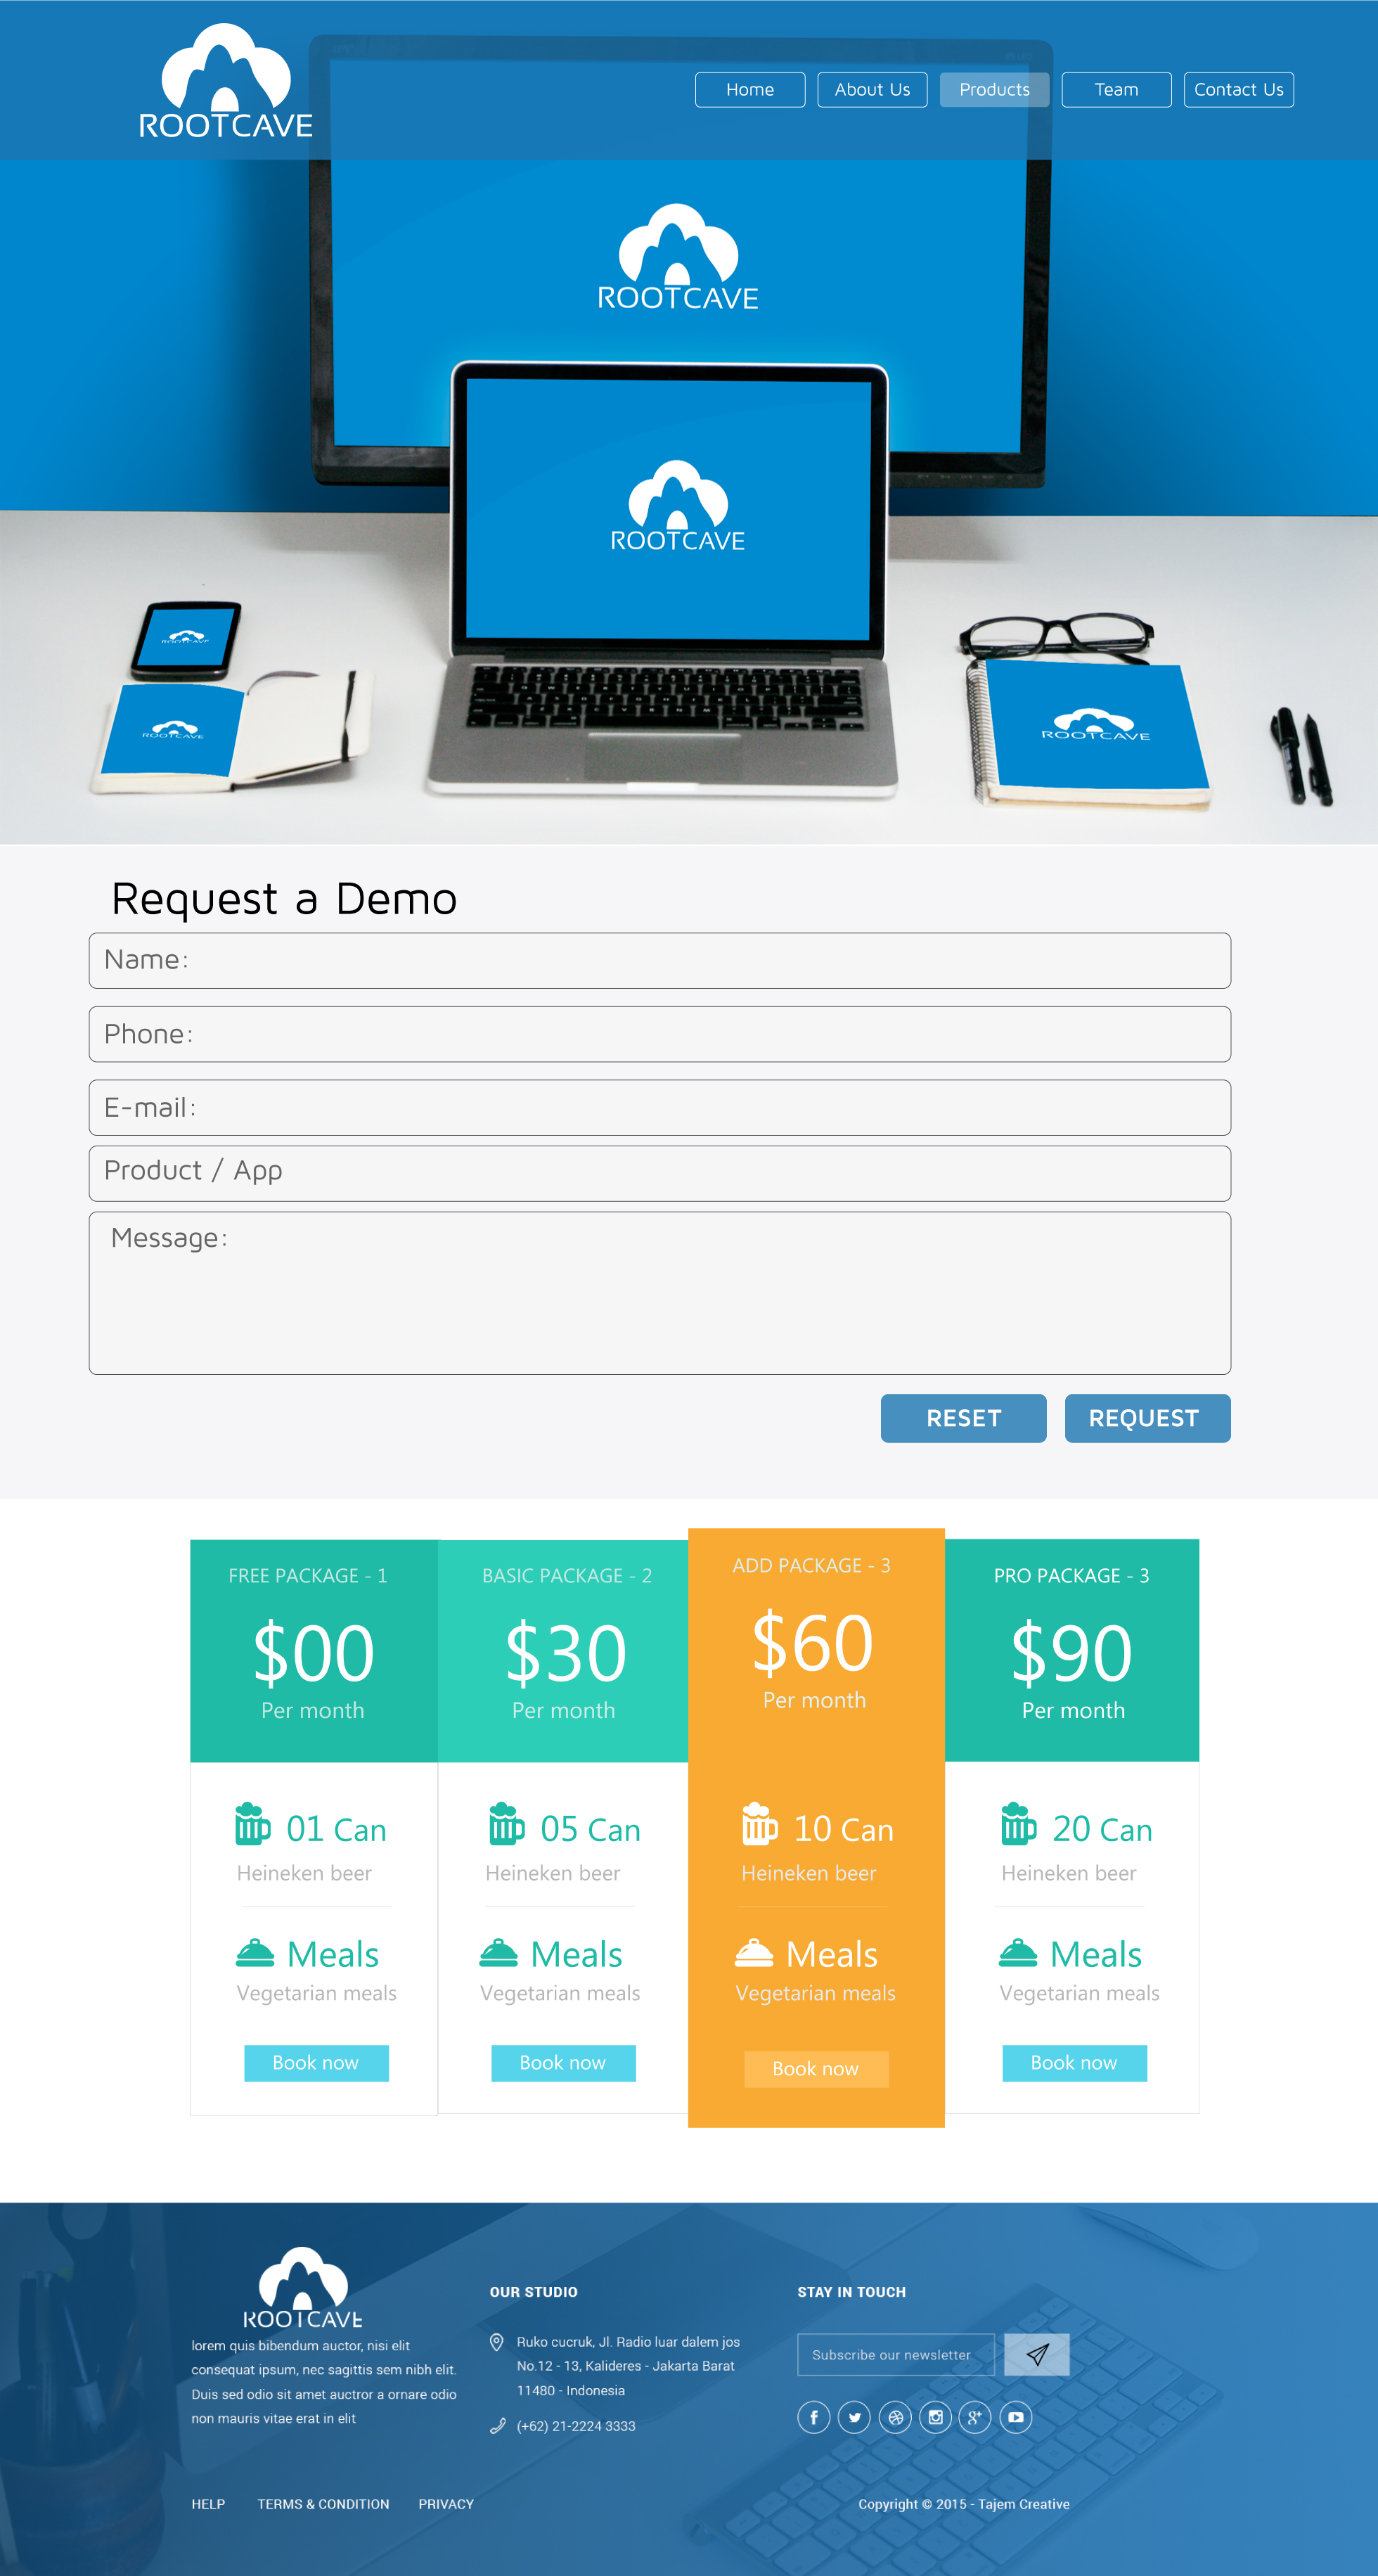 ROOTCAVE
Home
About Us
Products
Team
Contact Us
ROOTCAVE
ROOTCAVE
ROOTCAVE
ROOTCAVE
ROOTCAVE
Request a Demo
Name:
Phone:
E-mail:
Product / App
Message:
RESET
REQUEST
FREE PACKAGE - 1
$00
Per month
01 Can
Heineken beer
Meals
Vegetarian meals
Book now
BASIC PACKAGE - 2
$30
Per month
05 Can
Heineken beer
Meals
Vegetarian meals
Book now
ADD PACKAGE - 3
$60
Per month
10 Can
Heineken beer
Meals
Vegetarian meals
Book now
PRO PACKAGE - 3
$90
Per month
20 Can
Heineken beer
Meals
Vegetarian meals
Book now
ROOTCAVE
lorem quis bibendum auctor, nisi elit
consequat ipsum, nec sagittis sem nibh elit.
Duis sed odio sit amet auctror a ornare odio
non mauris vitae erat in elit
OUR STUDIO
Ruko cucruk, Jl. Radio luar dalem jos
No.12 - 13, Kalideres - Jakarta Barat
11480 - Indonesia
(+62) 21-2224 3333
STAY IN TOUCH
Subscribe our newsletter
HELP
TERMS & CONDITION
PRIVACY
Copyright © 2015 - Tajem Creative